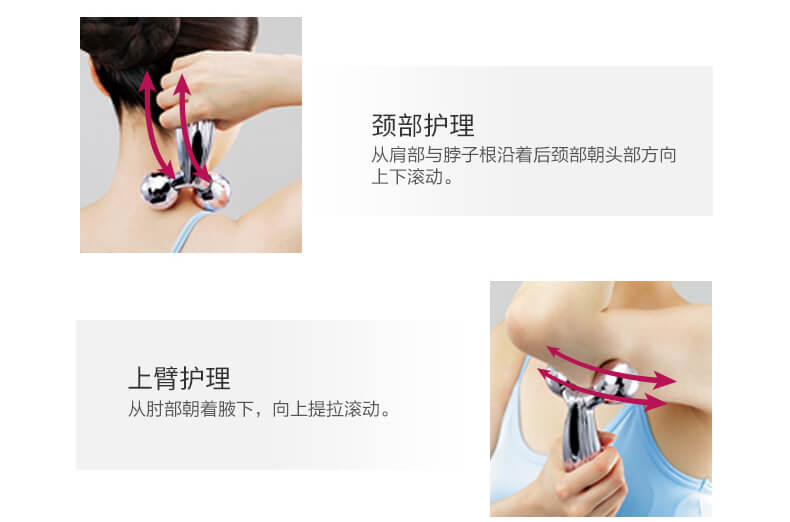 颈部护理
从肩部与脖子根沿着后颈部朝头部方向
上下滚动。
上臂护理
从肘部朝着腋下，向上提拉滚动。